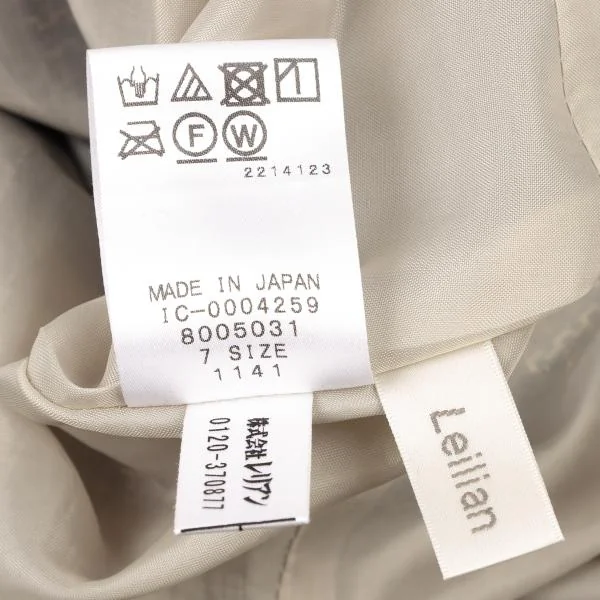 F W
2214123
MADE IN JAPAN
IC-0004259
8005031
7 SIZE
1141
株式会社レリアン
0120-370877
Leilian